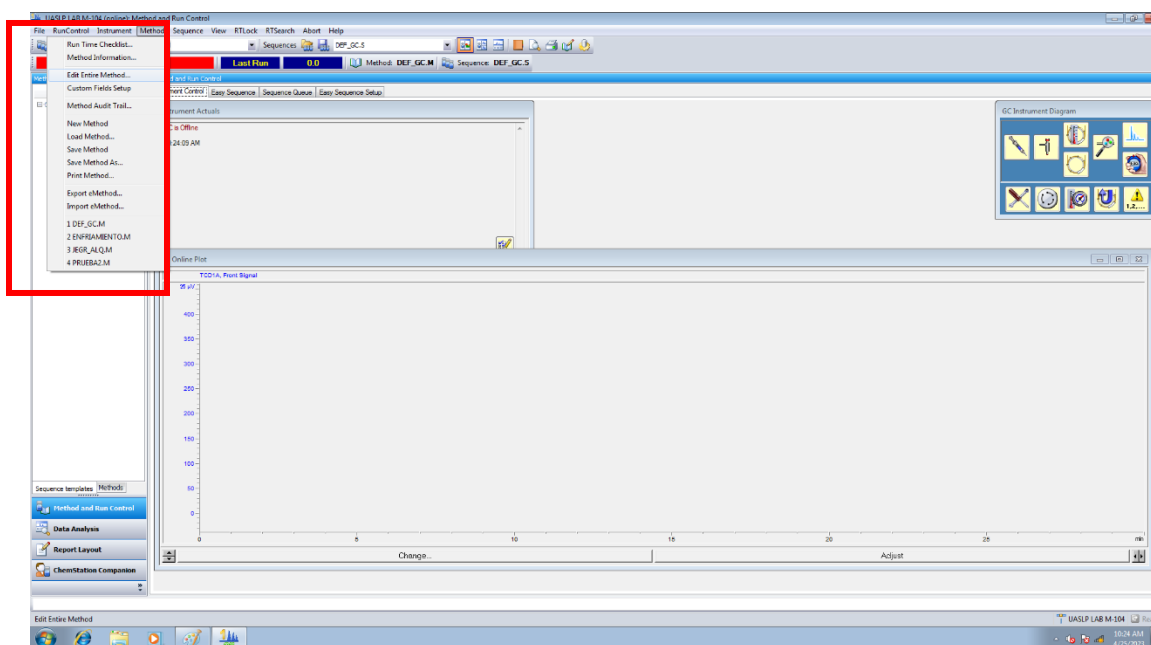 UASLP LAB M-104 (online): Method and Run Control
File RunControl Instrument Method Sequence View RTLock RTSearch Abort Help
Sequences DEF_GC.S
Last Run 0.0 Method: DEF_GC.M Sequence: DEF_GC.S
Run Time Checklist...
Method Information...
Edit Entire Method...
Custom Fields Setup
Method Audit Trail...
New Method
Load Method...
Save Method
Save Method As...
Print Method...
Export eMethod...
Import eMethod...
1 DEF_GC.M
2 ENFRIAMIENTO.M
3 JEGR_ALQ.M
4 PRUEBA2.M
and Run Control
Control Easy Sequence Sequence Queue Easy Sequence Setup
Actuals
is Offline
:24:09 AM
GC Instrument Diagram
1,2,...
Online Plot
TCD1A, Front Signal
400
350
300
250
200
150
100
50
0
0 5 10 15 20 25 min
Change... Adjust
Sequence templates Methods
Method and Run Control
Data Analysis
Report Layout
ChemStation Companion
Edit Entire Method
UASLP LAB M-104
10:24 AM